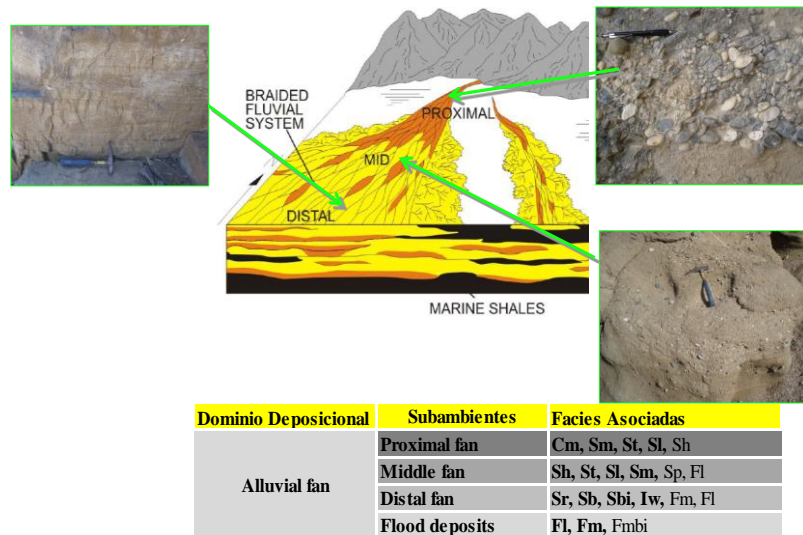 BRAIDED
FLUVIAL
SYSTEM
PROXIMAL
MID
DISTAL
MARINE SHALES
Dominio Deposicional Subambientes Facies Asociadas
Alluvial fan
Proximal fan Cm, Sm, St, Sl, Sh
Middle fan Sh, St, Sl, Sm, Sp, Fl
Distal fan Sr, Sb, Sbi, Iw, Fm, Fl
Flood deposits Fl, Fm, Fmbi